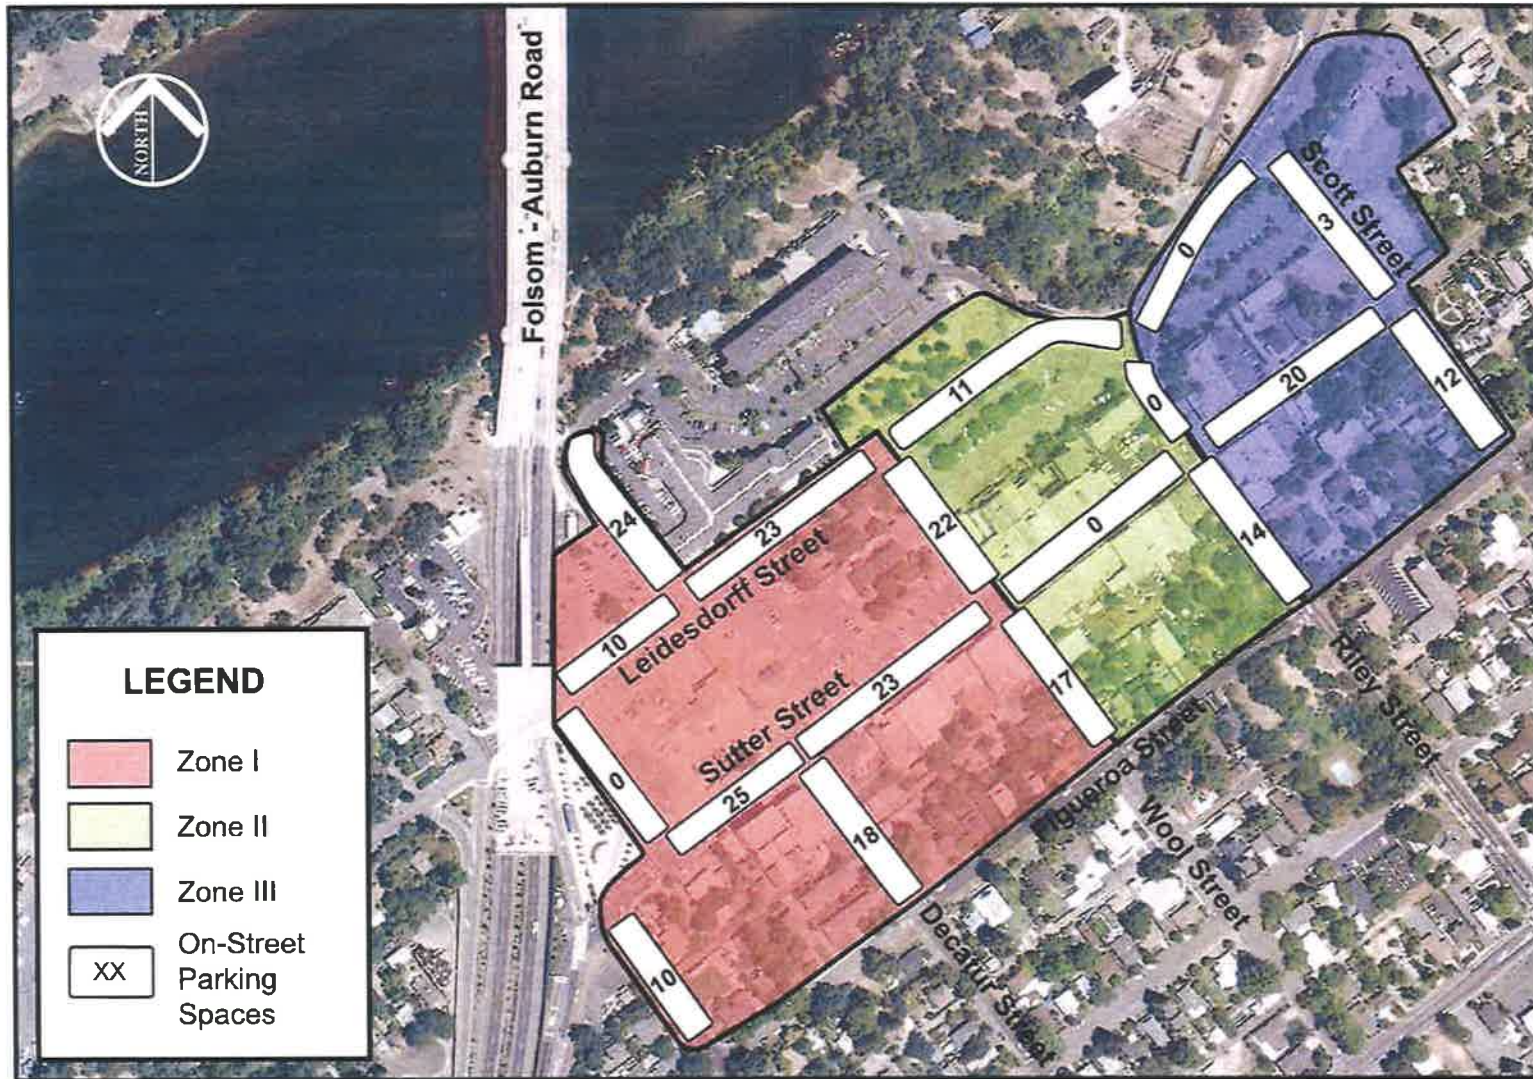 NORTH
Folsom - Auburn Road
Scott Street
0
3
20
12
11
0
0
14
24
23
22
10
Leidesdorff Street
Sutter Street
23
17
0
25
18
10
Figueroa Street
Riley Street
Wool Street
Decatur Street
LEGEND
Zone I
Zone II
Zone III
XX
On-Street
Parking
Spaces